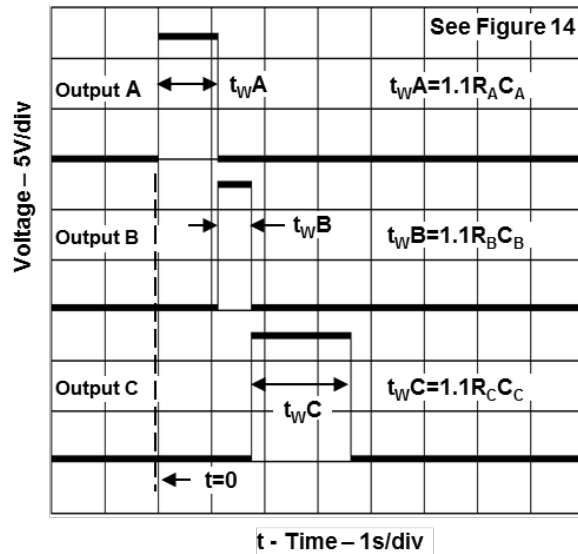 See Figure 14
Voltage – 5V/div
Output A
t_WA
t_WA=1.1R_AC_A
Output B
t_WB
t_WB=1.1R_BC_B
Output C
t_WC
t_WC=1.1R_CC_C
t=0
t - Time – 1s/div